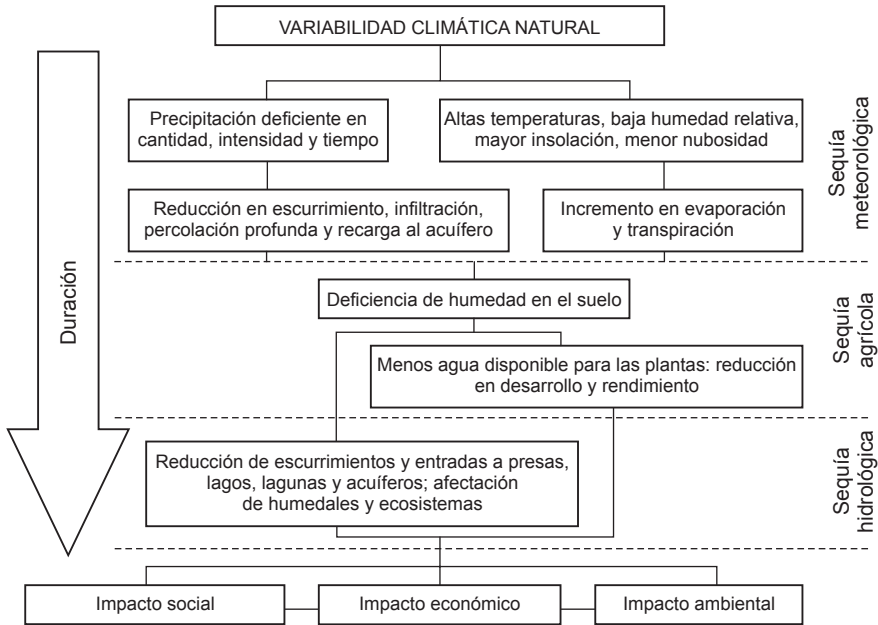 VARIABILIDAD CLIMÁTICA NATURAL
Precipitación deficiente en
cantidad, intensidad y tiempo
Altas temperaturas, baja humedad relativa,
mayor insolación, menor nubosidad
Reducción en escurrimiento, infiltración,
percolación profunda y recarga al acuífero
Incremento en evaporación
y transpiración
Sequía
meteorológica
Duración
Deficiencia de humedad en el suelo
Menos agua disponible para las plantas: reducción
en desarrollo y rendimiento
Sequía
agrícola
Reducción de escurrimientos y entradas a presas,
lagos, lagunas y acuíferos; afectación
de humedales y ecosistemas
Sequía
hidrológica
Impacto social
Impacto económico
Impacto ambiental